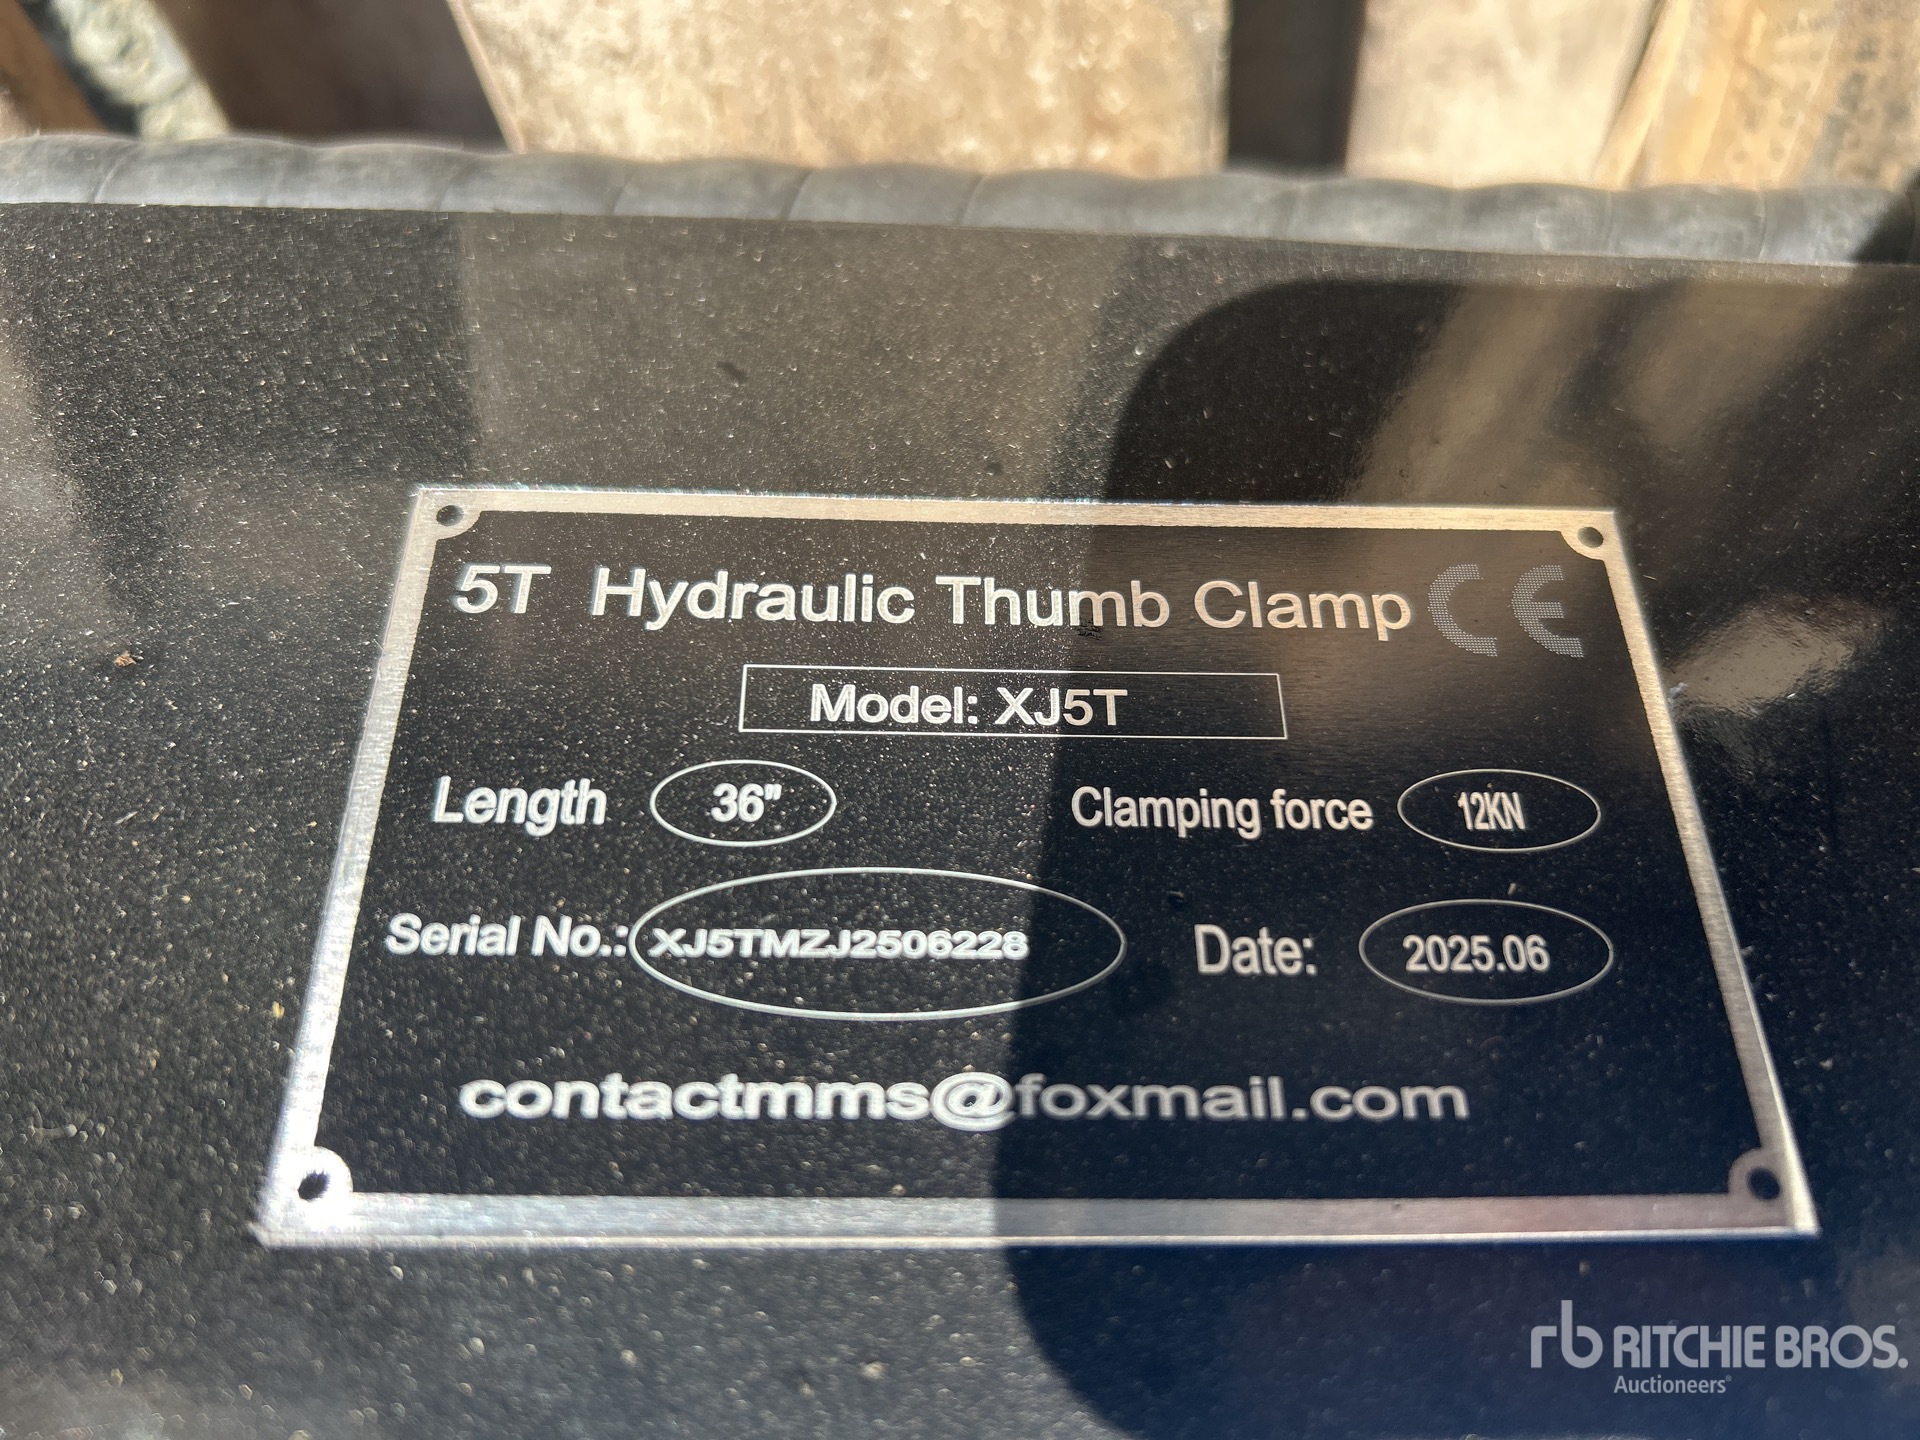 5T Hydraulic Thumb Clamp CE
Model: XJ5T
Length 36" Clamping force 12KN
Serial No.: XJ5TMZJ2506228 Date: 2025.06
contactmms@foxmail.com
rb RITCHIE BROS.
Auctioneers